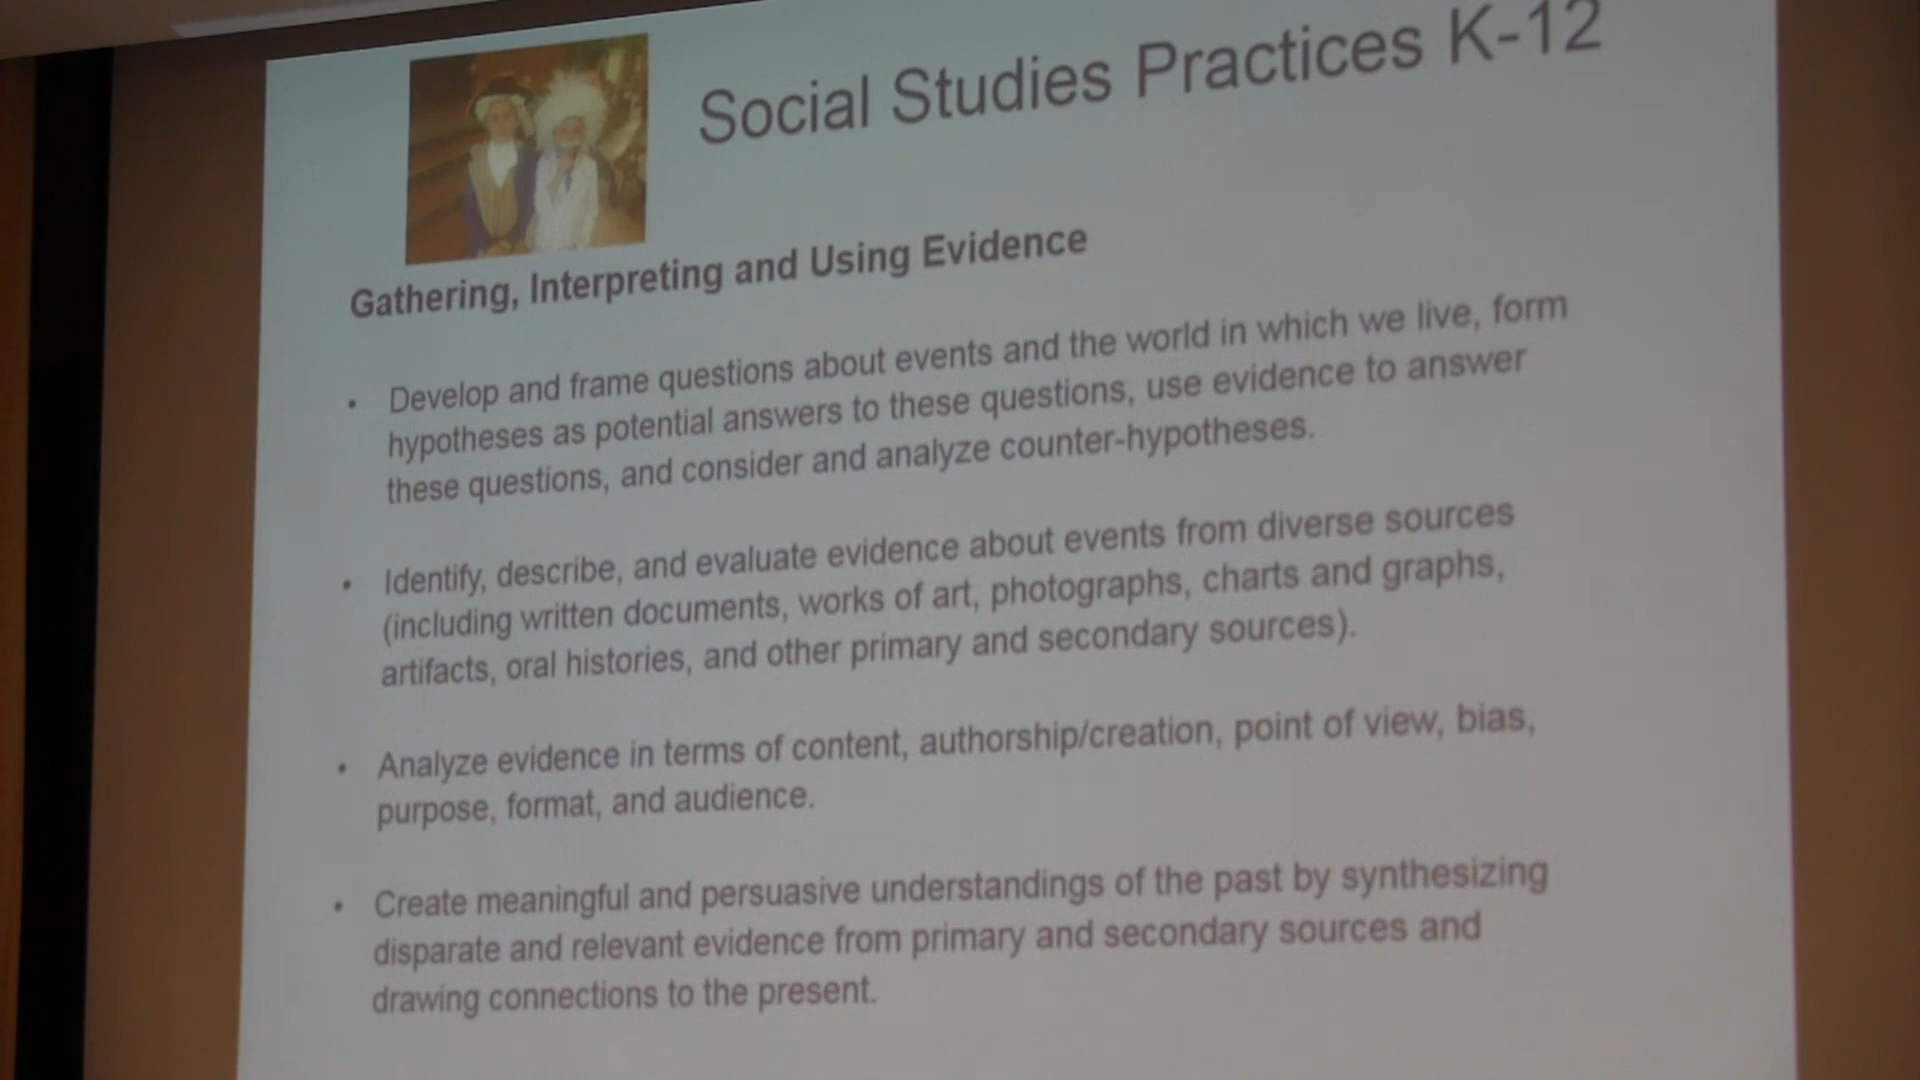 Social Studies Practices K-12
Gathering, Interpreting and Using Evidence
• Develop and frame questions about events and the world in which we live, form
hypotheses as potential answers to these questions, use evidence to answer
these questions, and consider and analyze counter-hypotheses.
• Identify, describe, and evaluate evidence about events from diverse sources
(including written documents, works of art, photographs, charts and graphs,
artifacts, oral histories, and other primary and secondary sources).
• Analyze evidence in terms of content, authorship/creation, point of view, bias,
purpose, format, and audience.
• Create meaningful and persuasive understandings of the past by synthesizing
disparate and relevant evidence from primary and secondary sources and
drawing connections to the present.